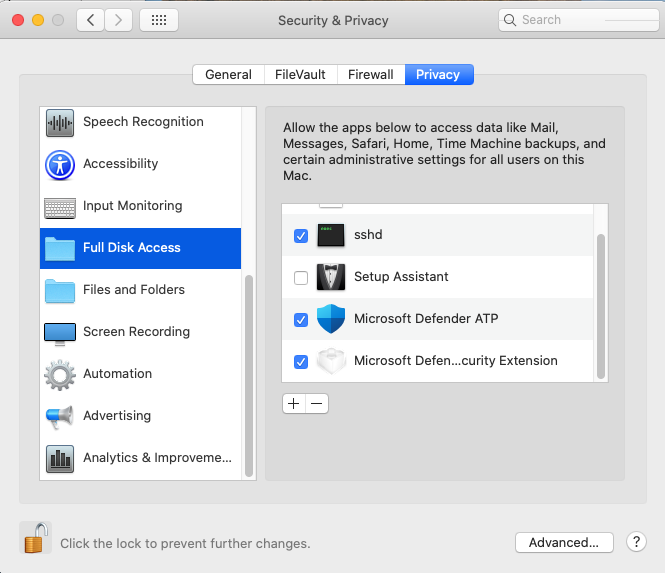 Security & Privacy
Search
General
FileVault
Firewall
Privacy
Speech Recognition
Accessibility
Input Monitoring
Full Disk Access
Files and Folders
Screen Recording
Automation
Advertising
Analytics & Improveme...
Allow the apps below to access data like Mail,
Messages, Safari, Home, Time Machine backups, and
certain administrative settings for all users on this
Mac.
sshd
Setup Assistant
Microsoft Defender ATP
Microsoft Defen...curity Extension
Click the lock to prevent further changes.
Advanced...
?